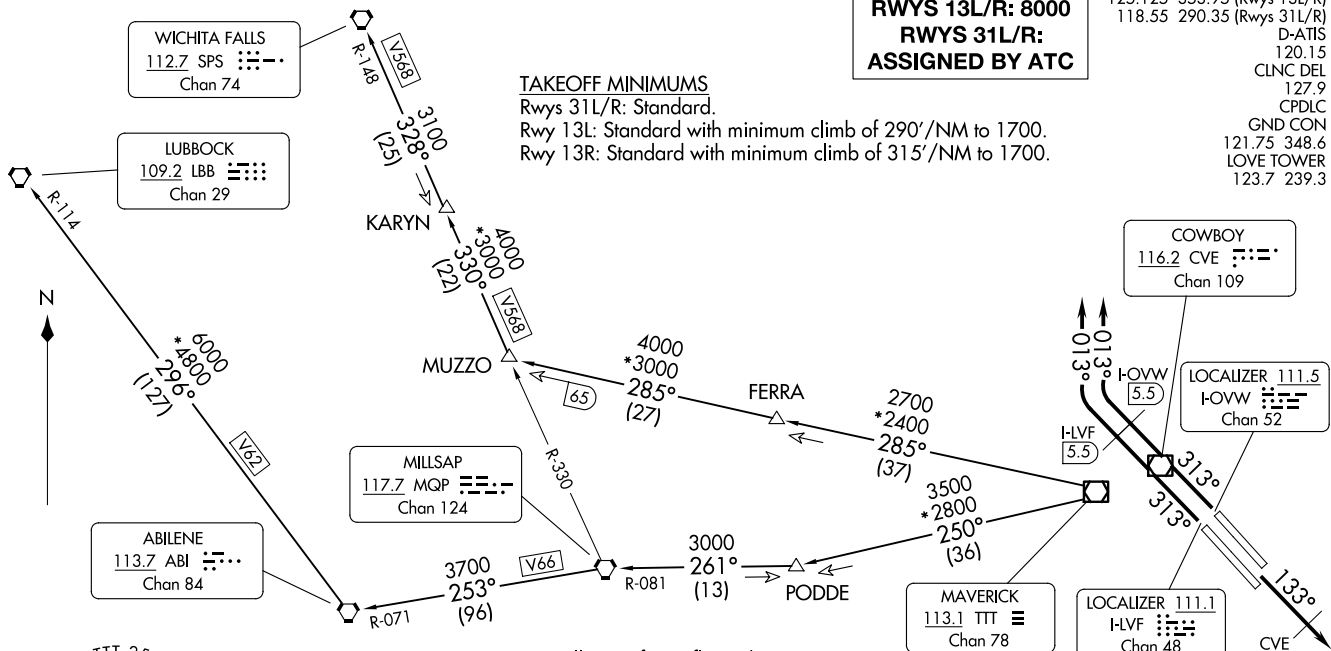 RWYS 13L/R: 8000
RWYS 31L/R:
ASSIGNED BY ATC
118.55 290.35 (Rwys 31L/R)
D-ATIS
120.15
CLNC DEL
127.9
CPDLC
GND CON
121.75 348.6
LOVE TOWER
123.7 239.3
TAKEOFF MINIMUMS
Rwys 31L/R: Standard.
Rwy 13L: Standard with minimum climb of 290'/NM to 1700.
Rwy 13R: Standard with minimum climb of 315'/NM to 1700.
WICHITA FALLS
112.7 SPS
Chan 74
R-148
V568
3100
328°
(25)
LUBBOCK
109.2 LBB
Chan 29
R-114
KARYN
4000
*3000
330°
(22)
V568
COWBOY
116.2 CVE
Chan 109
N
6000
*4800
296°
(127)
V62
MUZZO
4000
*3000
285°
(27)
65
FERRA
2700
*2400
285°
(37)
013°
013°
I-OVW
5.5
I-LVF
5.5
LOCALIZER 111.5
I-OVW
Chan 52
313°
313°
R-330
MILLSAP
117.7 MQP
Chan 124
3500
*2800
250°
(36)
ABILENE
113.7 ABI
Chan 84
R-071
3700
253°
(96)
V66
R-081
3000
261°
(13)
PODDE
MAVERICK
113.1 TTT
Chan 78
LOCALIZER 111.1
I-LVF
Chan 48
133°
CVE